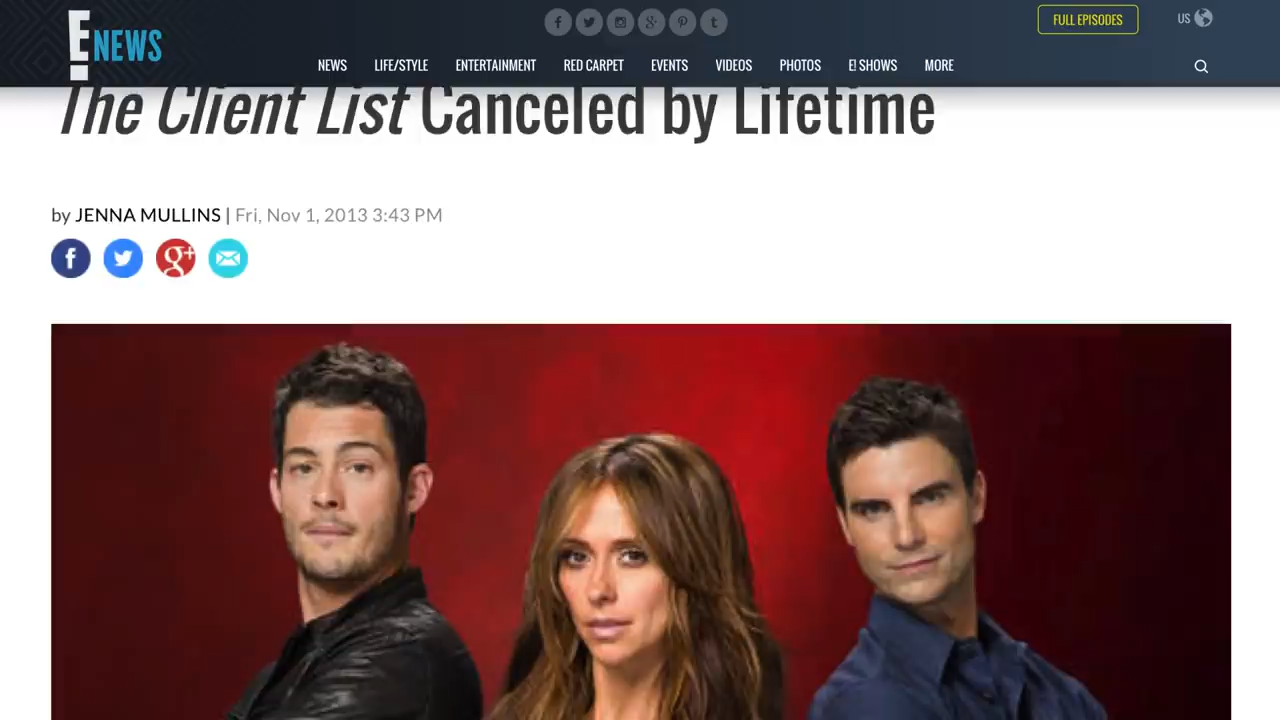 E! NEWS
FULL EPISODES
US
NEWS LIFE/STYLE ENTERTAINMENT RED CARPET EVENTS VIDEOS PHOTOS E! SHOWS MORE
The Client List Canceled by Lifetime
by JENNA MULLINS | Fri, Nov 1, 2013 3:43 PM